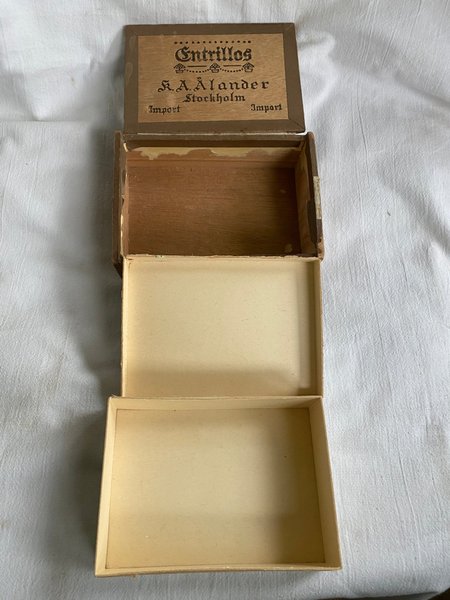 Entrillos
K.A.Ålander
Stockholm
Import Import